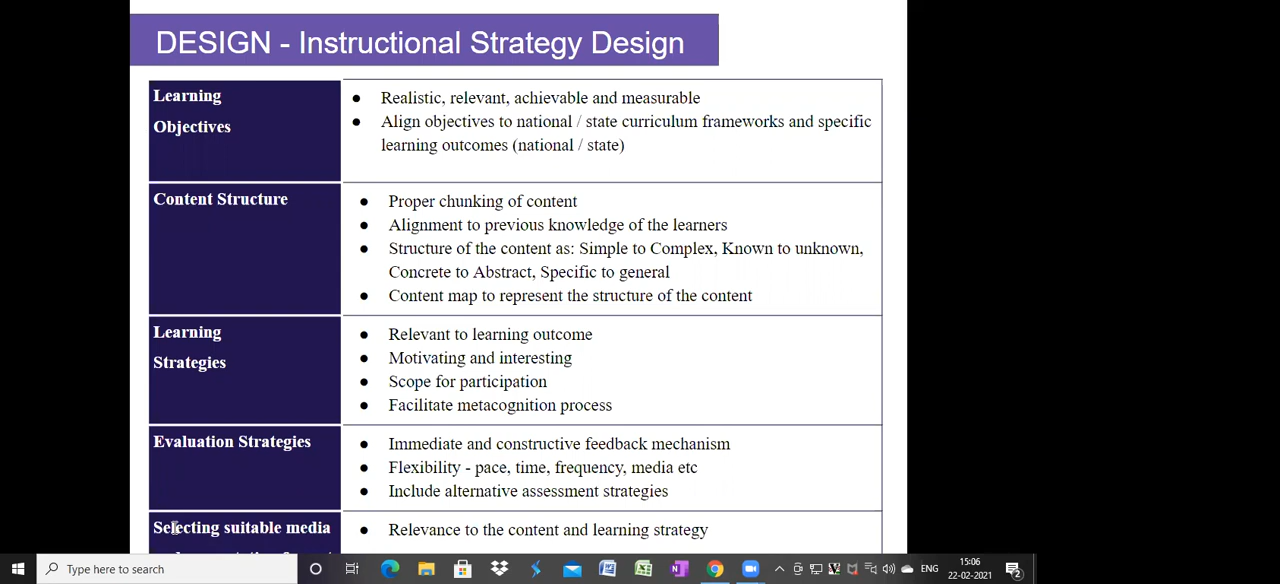 DESIGN - Instructional Strategy Design
Learning
Objectives
● Realistic, relevant, achievable and measurable
● Align objectives to national / state curriculum frameworks and specific
learning outcomes (national / state)
Content Structure
● Proper chunking of content
● Alignment to previous knowledge of the learners
● Structure of the content as: Simple to Complex, Known to unknown,
Concrete to Abstract, Specific to general
● Content map to represent the structure of the content
Learning
Strategies
● Relevant to learning outcome
● Motivating and interesting
● Scope for participation
● Facilitate metacognition process
Evaluation Strategies
● Immediate and constructive feedback mechanism
● Flexibility - pace, time, frequency, media etc
● Include alternative assessment strategies
Selecting suitable media
● Relevance to the content and learning strategy
Type here to search
ENG
15:06
22-02-2021
2